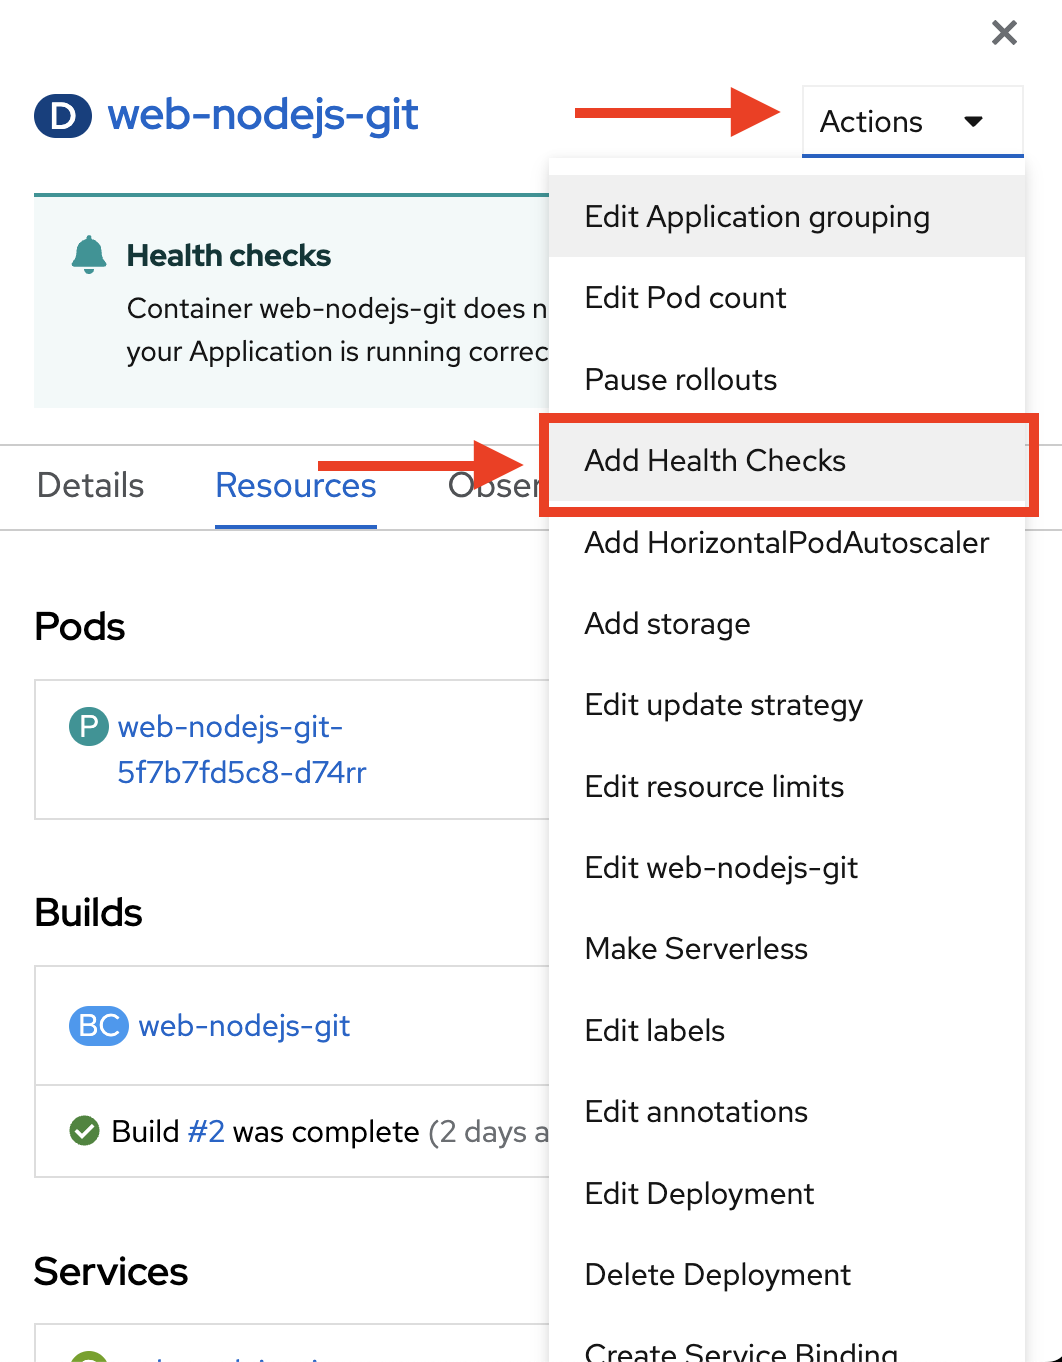 D web-nodejs-git
Actions
Health checks
Container web-nodejs-git does n
your Application is running correc
Edit Application grouping
Edit Pod count
Pause rollouts
Add Health Checks
Add HorizontalPodAutoscaler
Add storage
Edit update strategy
Edit resource limits
Edit web-nodejs-git
Make Serverless
Edit labels
Edit annotations
Edit Deployment
Delete Deployment
Create Service Binding
Details Resources Obser
Pods
P web-nodejs-git-
5f7b7fd5c8-d74rr
Builds
BC web-nodejs-git
Build #2 was complete (2 days a
Services